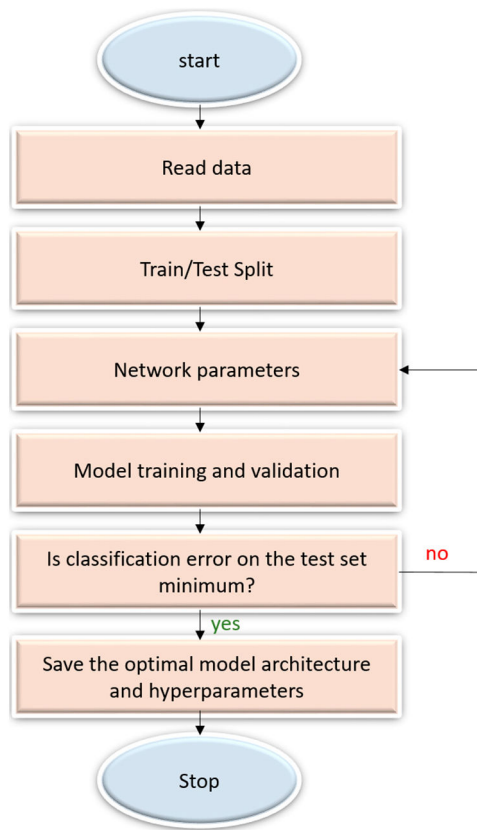 start
Read data
Train/Test Split
Network parameters
Model training and validation
Is classification error on the test set
minimum?
no
yes
Save the optimal model architecture
and hyperparameters
Stop